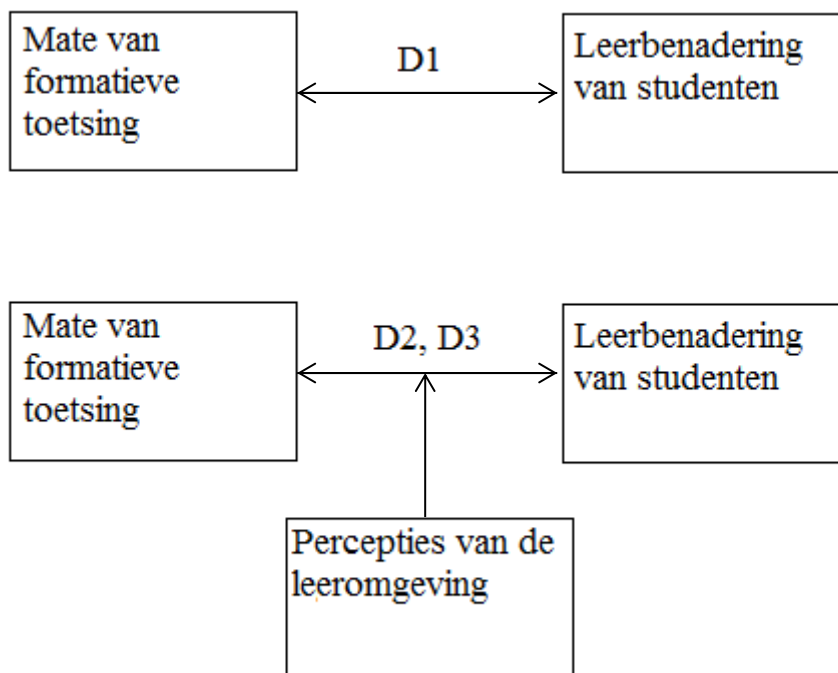 Mate van
formatieve
toetsing
D1
Leerbenadering
van studenten
Mate van
formatieve
toetsing
D2, D3
Leerbenadering
van studenten
Percepties van de
leeromgeving